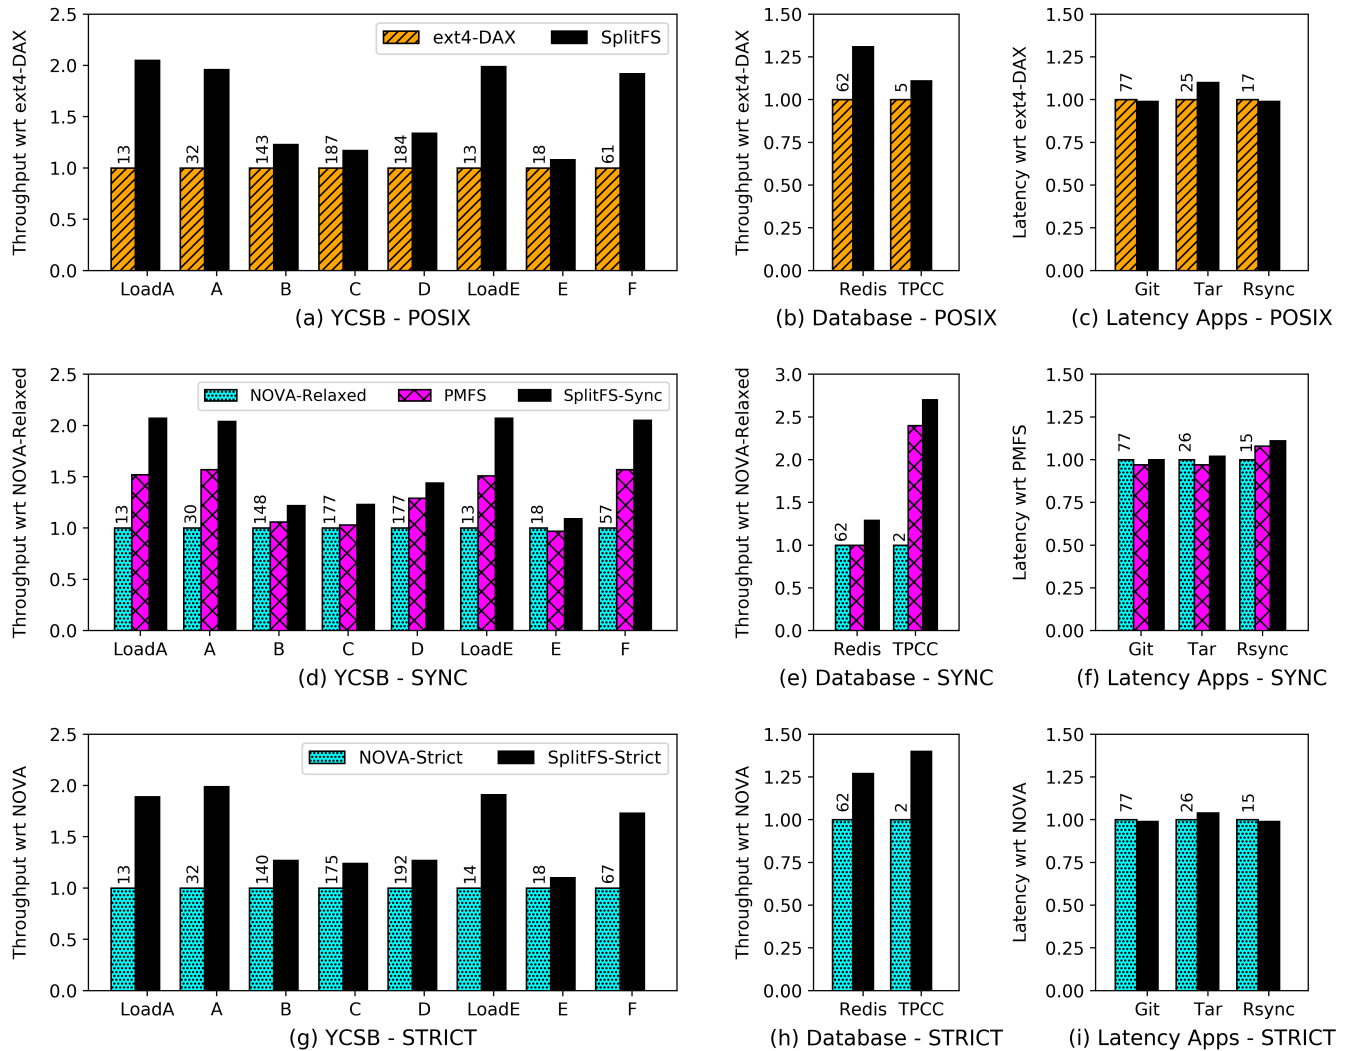 Throughput wrt ext4-DAX
2.5
2.0
1.5
1.0
0.5
0.0
ext4-DAX SplitFS
13 32 143 187 184 13 18 61
LoadA A B C D LoadE E F
(a) YCSB - POSIX
Throughput wrt ext4-DAX
1.50
1.25
1.00
0.75
0.50
0.25
0.00
62 5
Redis TPCC
(b) Database - POSIX
Latency wrt ext4-DAX
1.50
1.25
1.00
0.75
0.50
0.25
0.00
77 25 17
Git Tar Rsync
(c) Latency Apps - POSIX
Throughput wrt NOVA-Relaxed
2.5
2.0
1.5
1.0
0.5
0.0
NOVA-Relaxed PMFS SplitFS-Sync
13 30 148 177 177 13 18 57
LoadA A B C D LoadE E F
(d) YCSB - SYNC
Throughput wrt NOVA-Relaxed
3.0
2.5
2.0
1.5
1.0
0.5
0.0
62 2
Redis TPCC
(e) Database - SYNC
Latency wrt PMFS
1.50
1.25
1.00
0.75
0.50
0.25
0.00
77 26 15
Git Tar Rsync
(f) Latency Apps - SYNC
Throughput wrt NOVA
2.5
2.0
1.5
1.0
0.5
0.0
NOVA-Strict SplitFS-Strict
13 32 140 175 192 14 18 67
LoadA A B C D LoadE E F
(g) YCSB - STRICT
Throughput wrt NOVA
1.50
1.25
1.00
0.75
0.50
0.25
0.00
62 2
Redis TPCC
(h) Database - STRICT
Latency wrt NOVA
1.50
1.25
1.00
0.75
0.50
0.25
0.00
77 26 15
Git Tar Rsync
(i) Latency Apps - STRICT